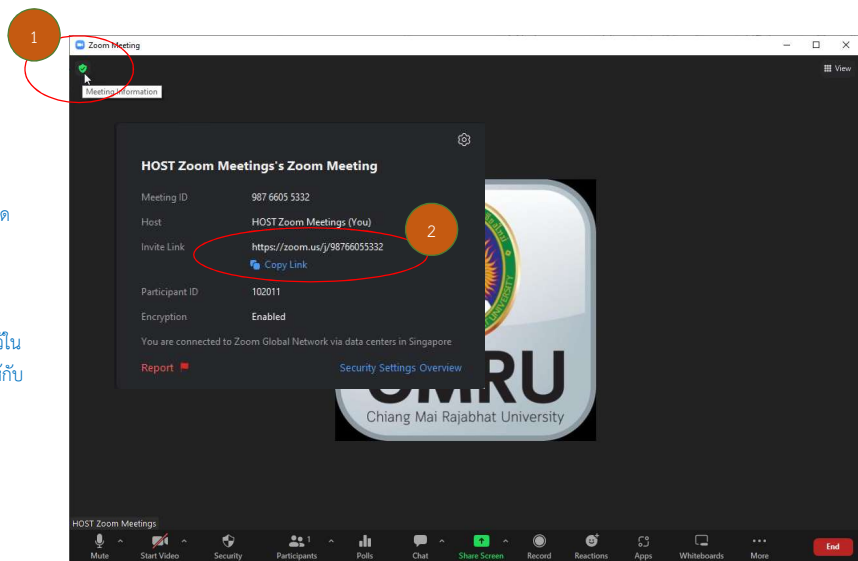 1
Zoom Meeting
View
Meeting Information
HOST Zoom Meetings's Zoom Meeting
Meeting ID 987 6605 5332
Host HOST Zoom Meetings (You)
2
Invite Link https://zoom.us/j/98766055332
Copy Link
Participant ID 102011
Encryption Enabled
You are connected to Zoom Global Network via data centers in Singapore
Report Security Settings Overview
RU
Chiang Mai Rajabhat University
HOST Zoom Meetings
1
Mute Start Video Security Participants Polls Chat Share Screen Record Reactions Apps Whiteboards More End